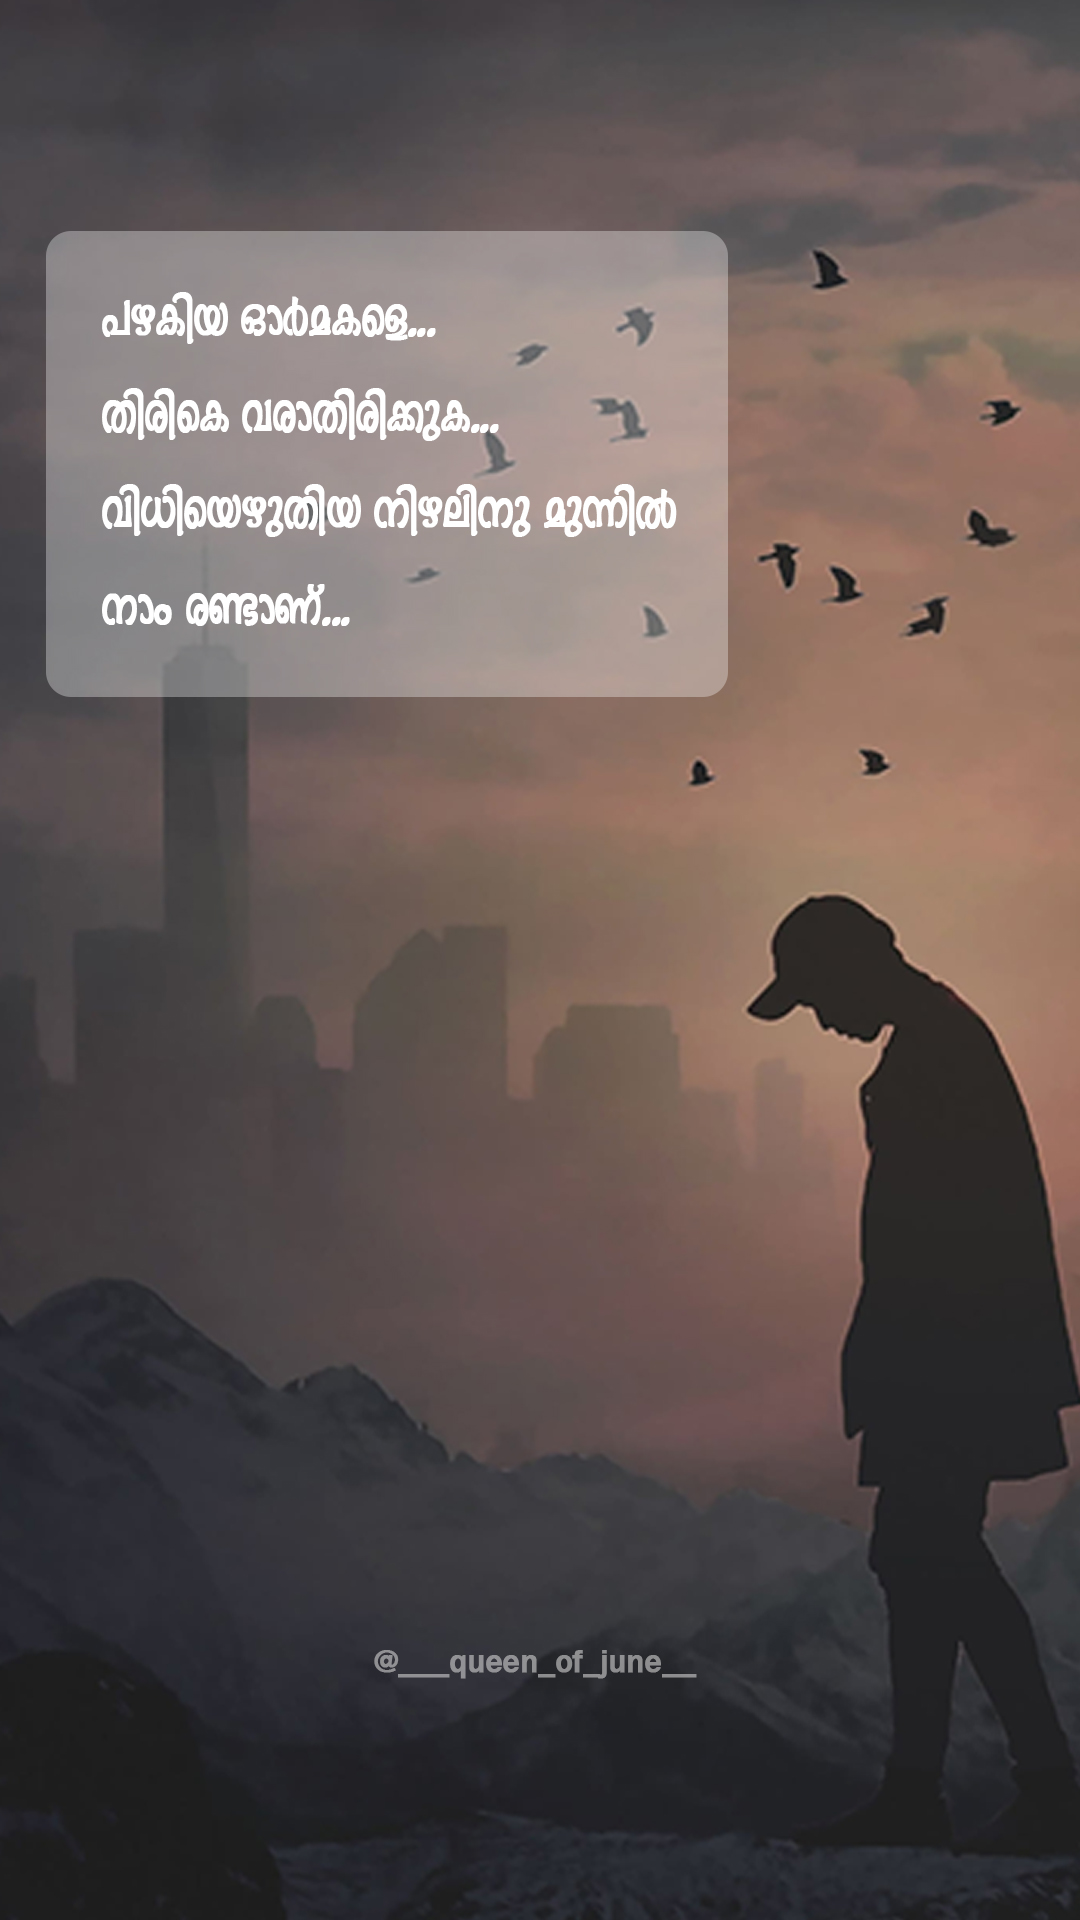 പഴകിയ ഓർമകളെ...
തിരികെ വരാതിരിക്കുക...
വിധിയെഴുതിയ നിഴലിനു മുന്നിൽ
നാം രണ്ടാണ്...
@___queen_of_june__